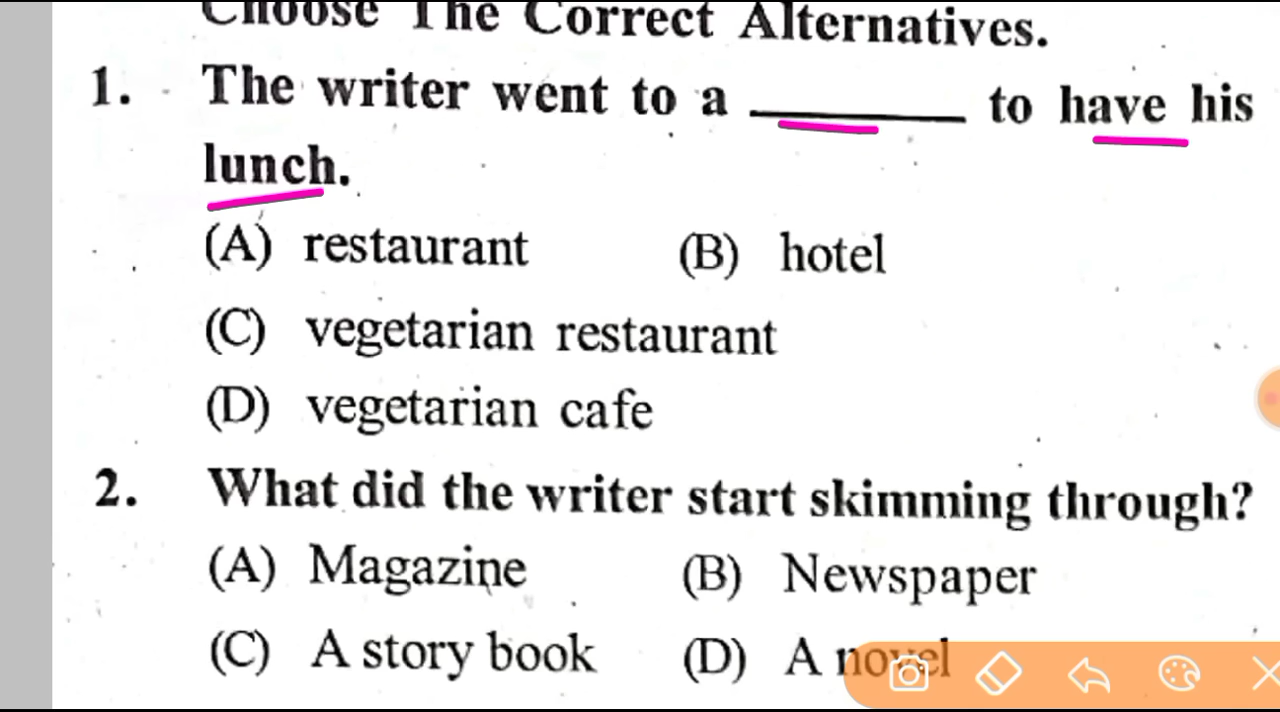 Choose The Correct Alternatives.
1. The writer went to a ________ to have his
lunch.
(A) restaurant (B) hotel
(C) vegetarian restaurant
(D) vegetarian cafe
2. What did the writer start skimming through?
(A) Magazine (B) Newspaper
(C) A story book (D) A novel